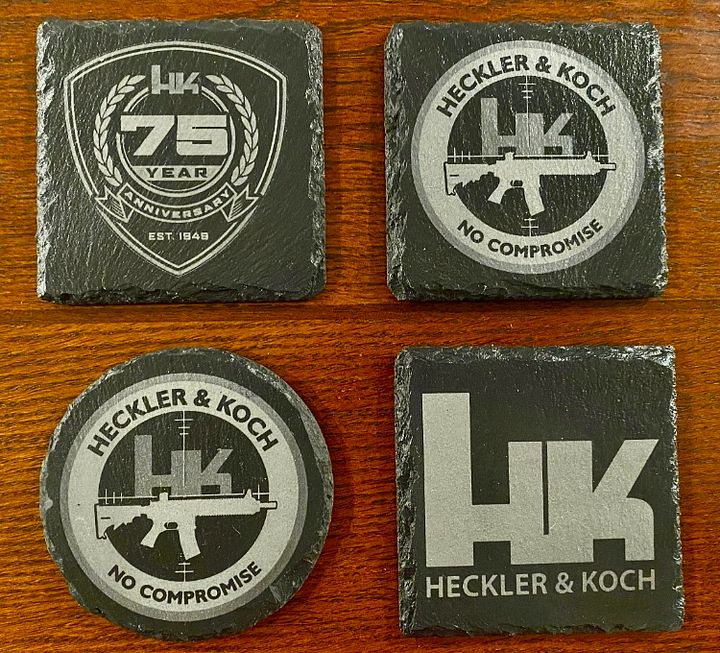 HK
75
YEAR
ANNIVERSARY
EST. 1949
HECKLER & KOCH
HK
NO COMPROMISE
HECKLER & KOCH
HK
NO COMPROMISE
HK
HECKLER & KOCH